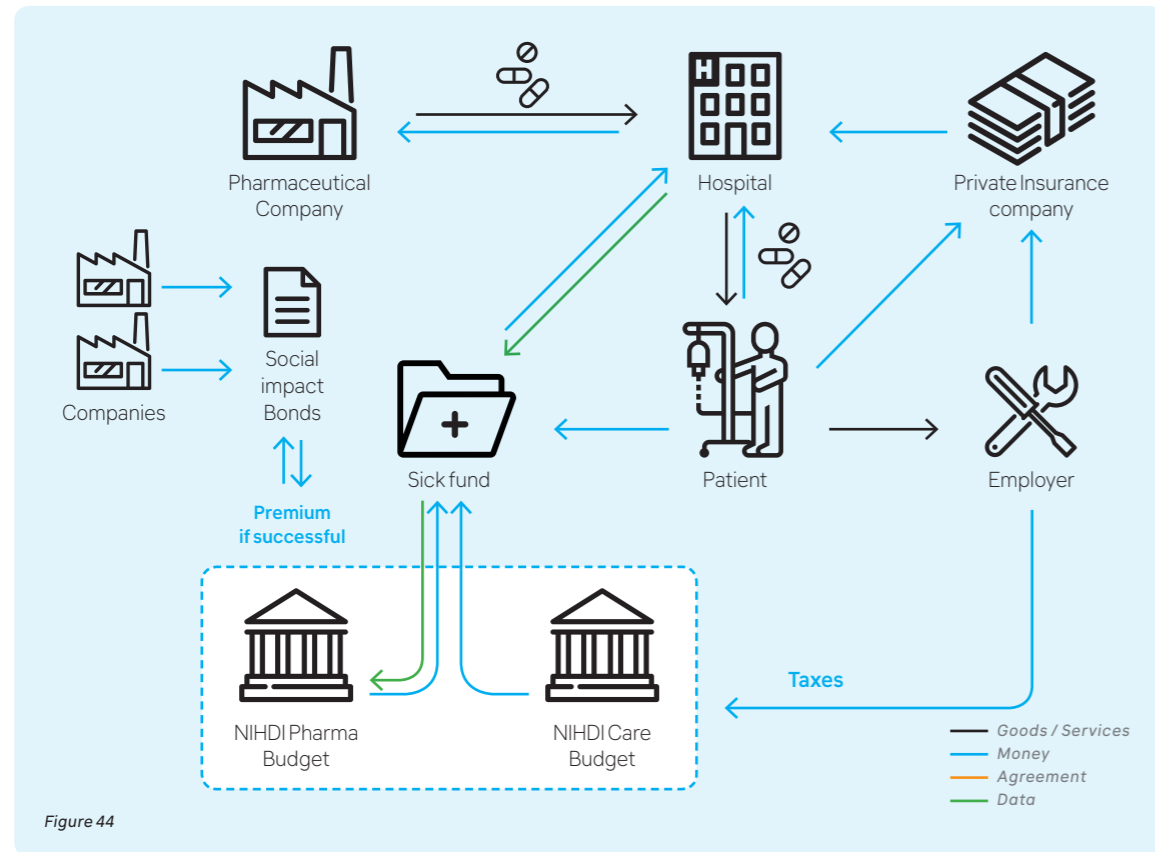 H
Pharmaceutical
Company
Hospital
Private Insurance
company
Companies
Social
impact
Bonds
Sick fund
Patient
Employer
Premium
if successful
Taxes
NIHDI Pharma
Budget
NIHDI Care
Budget
Goods / Services
Money
Agreement
Data
Figure 44